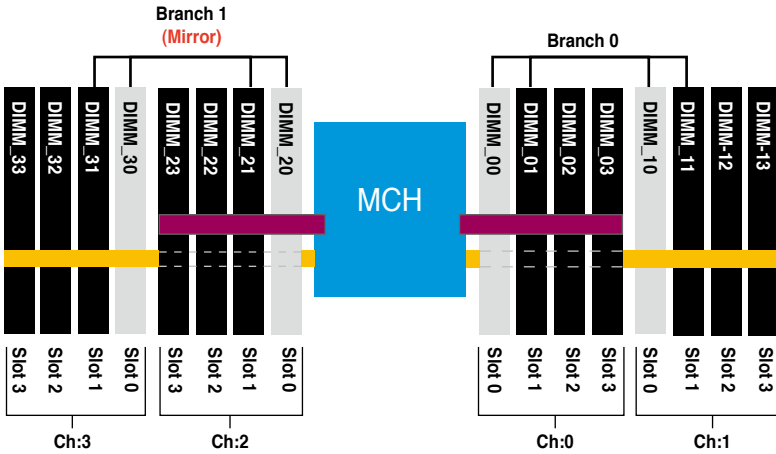 Branch 1
(Mirror)
Branch 0
DIMM_33
DIMM_32
DIMM_31
DIMM_30
DIMM_23
DIMM_22
DIMM_21
DIMM_20
MCH
DIMM_00
DIMM_01
DIMM_02
DIMM_03
DIMM_10
DIMM_11
DIMM-12
DIMM-13
Slot 3
Slot 2
Slot 1
Slot 0
Slot 3
Slot 2
Slot 1
Slot 0
Slot 0
Slot 1
Slot 2
Slot 3
Slot 0
Slot 1
Slot 2
Slot 3
Ch:3
Ch:2
Ch:0
Ch:1